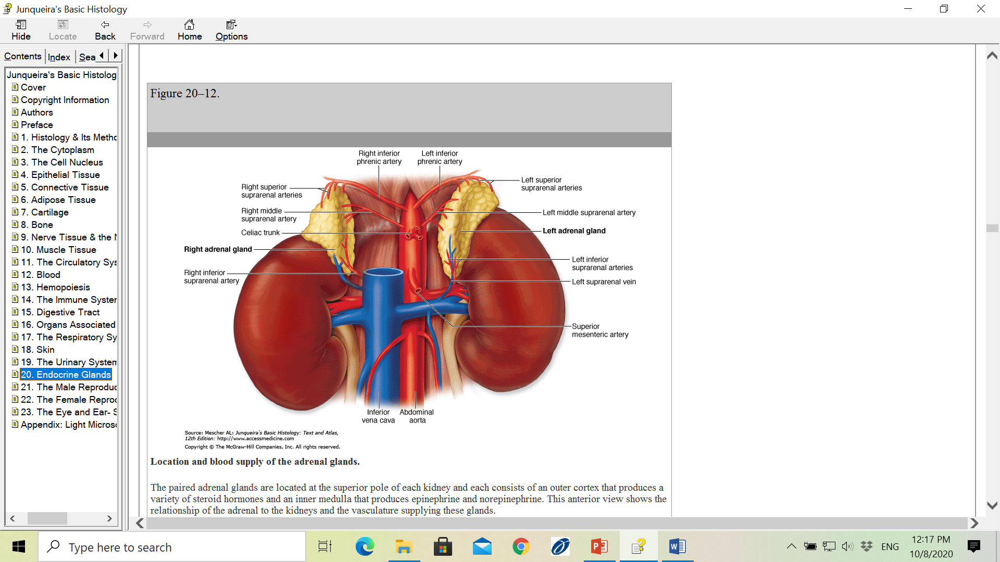 Junqueira's Basic Histology
Hide
Locate
Back
Forward
Home
Options
Contents
Index
Sea
Junqueira's Basic Histolog
Cover
Copyright Information
Authors
Preface
1. Histology & Its Metho
2. The Cytoplasm
3. The Cell Nucleus
4. Epithelial Tissue
5. Connective Tissue
6. Adipose Tissue
7. Cartilage
8. Bone
9. Nerve Tissue & the N
10. Muscle Tissue
11. The Circulatory Sys
12. Blood
13. Hemopoiesis
14. The Immune System
15. Digestive Tract
16. Organs Associated
17. The Respiratory Sy
18. Skin
19. The Urinary System
20. Endocrine Glands
21. The Male Reproduc
22. The Female Reproc
23. The Eye and Ear- S
Appendix: Light Microsc
Figure 20–12.
Right inferior
phrenic artery
Left inferior
phrenic artery
Right superior
suprarenal arteries
Left superior
suprarenal arteries
Right middle
suprarenal artery
Left middle suprarenal artery
Celiac trunk
Left adrenal gland
Right adrenal gland
Left inferior
suprarenal arteries
Right inferior
suprarenal artery
Left suprarenal vein
Superior
mesenteric artery
Inferior
vena cava
Abdominal
aorta
Source: Mescher AL: Junqueira's Basic Histology: Text and Atlas,
12th Edition: http://www.accessmedicine.com
Copyright © The McGraw-Hill Companies, Inc. All rights reserved.
Location and blood supply of the adrenal glands.
The paired adrenal glands are located at the superior pole of each kidney and each consists of an outer cortex that produces a
variety of steroid hormones and an inner medulla that produces epinephrine and norepinephrine. This anterior view shows the
relationship of the adrenal to the kidneys and the vasculature supplying these glands.
Type here to search
ENG
12:17 PM
10/8/2020